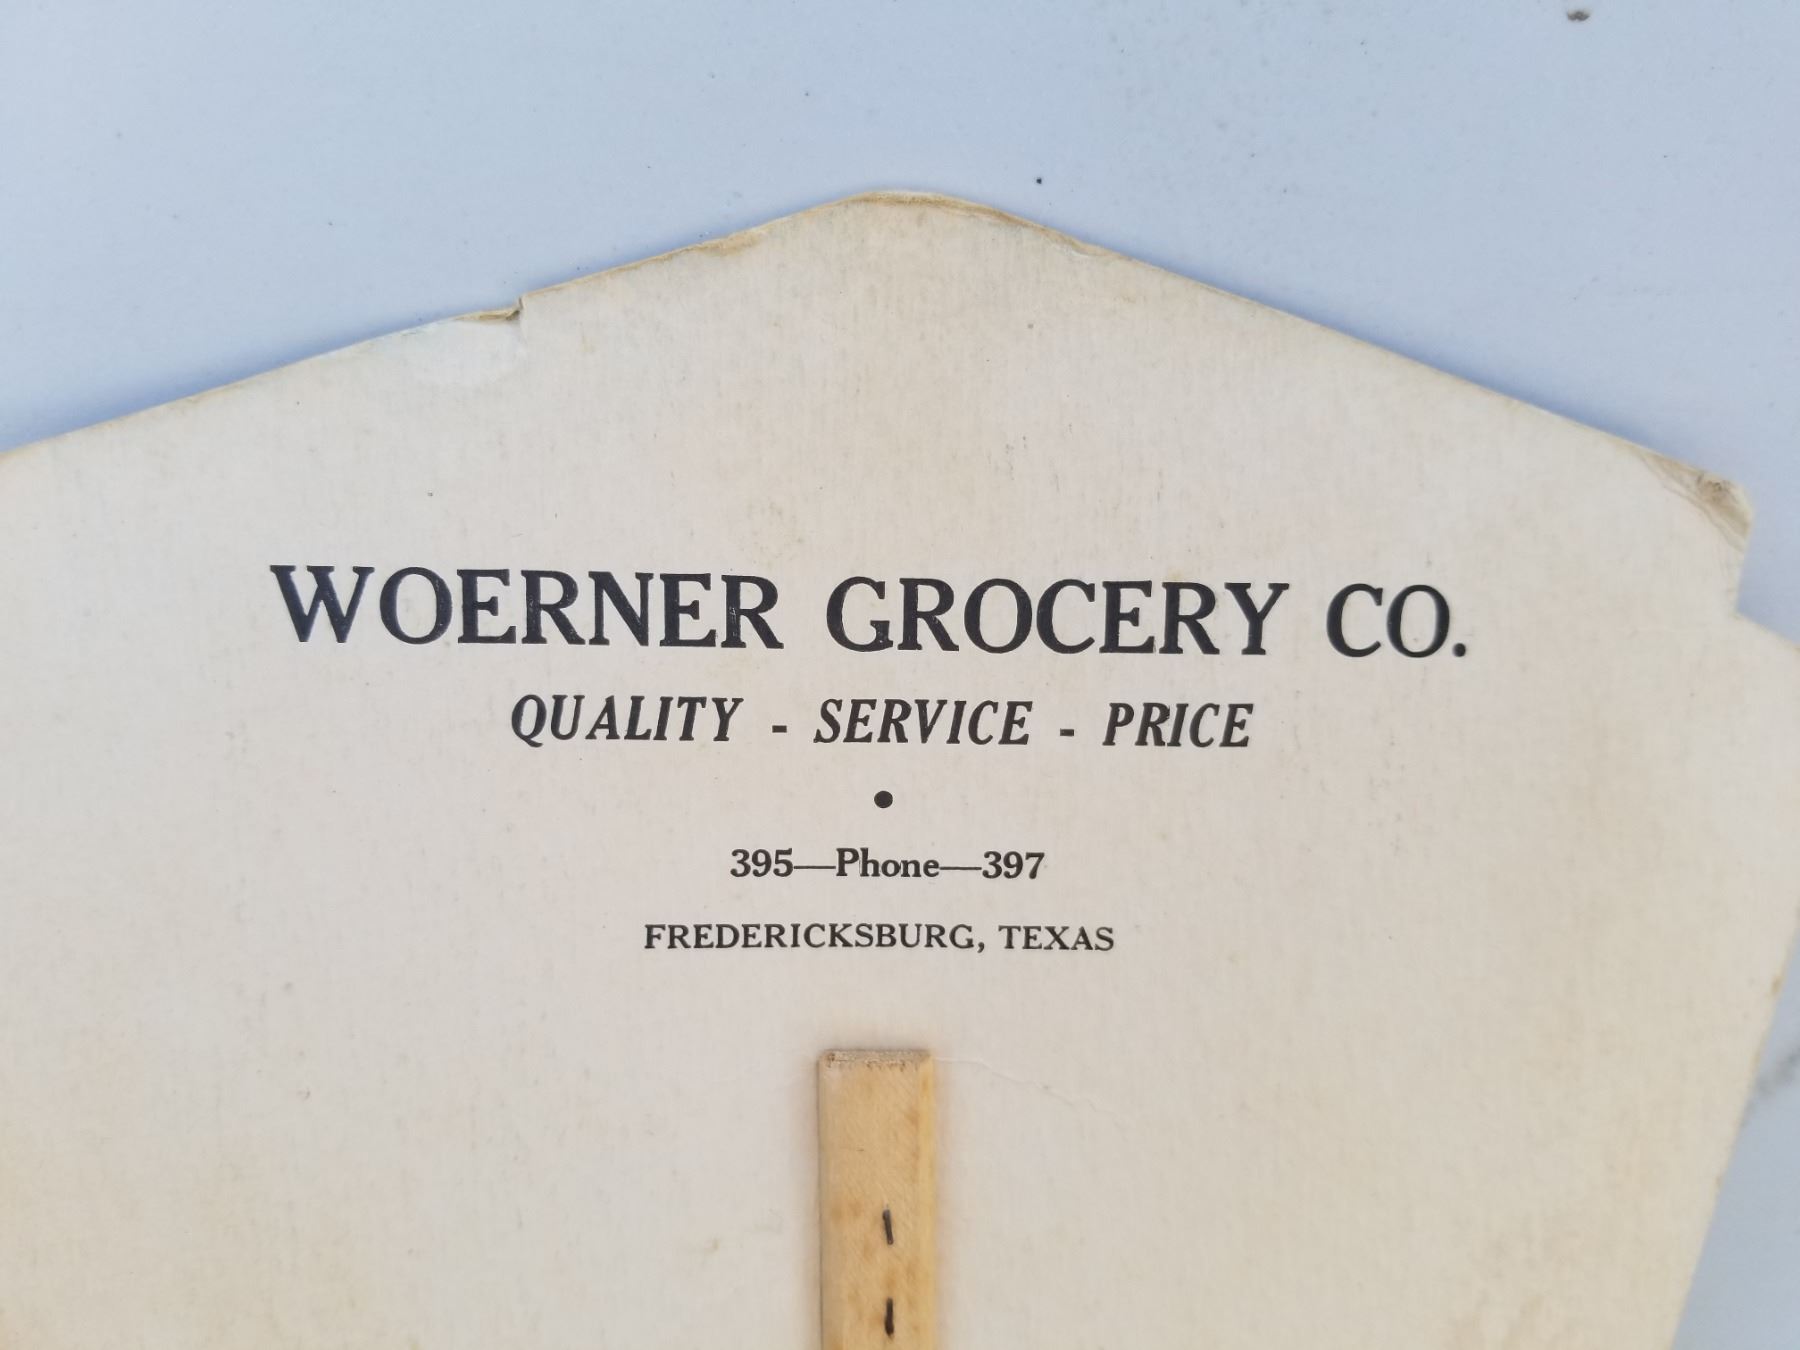 WOERNER GROCERY CO.
QUALITY - SERVICE - PRICE
•
395—Phone—397
FREDERICKSBURG, TEXAS